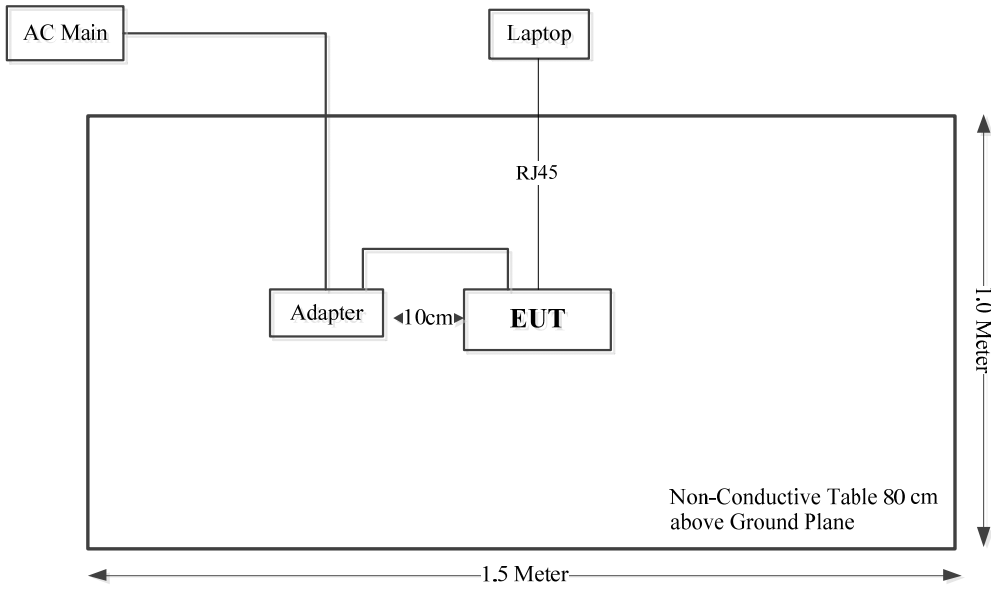 AC Main
Laptop
RJ45
Adapter
10cm
EUT
1.0 Meter
Non-Conductive Table 80 cm
above Ground Plane
1.5 Meter